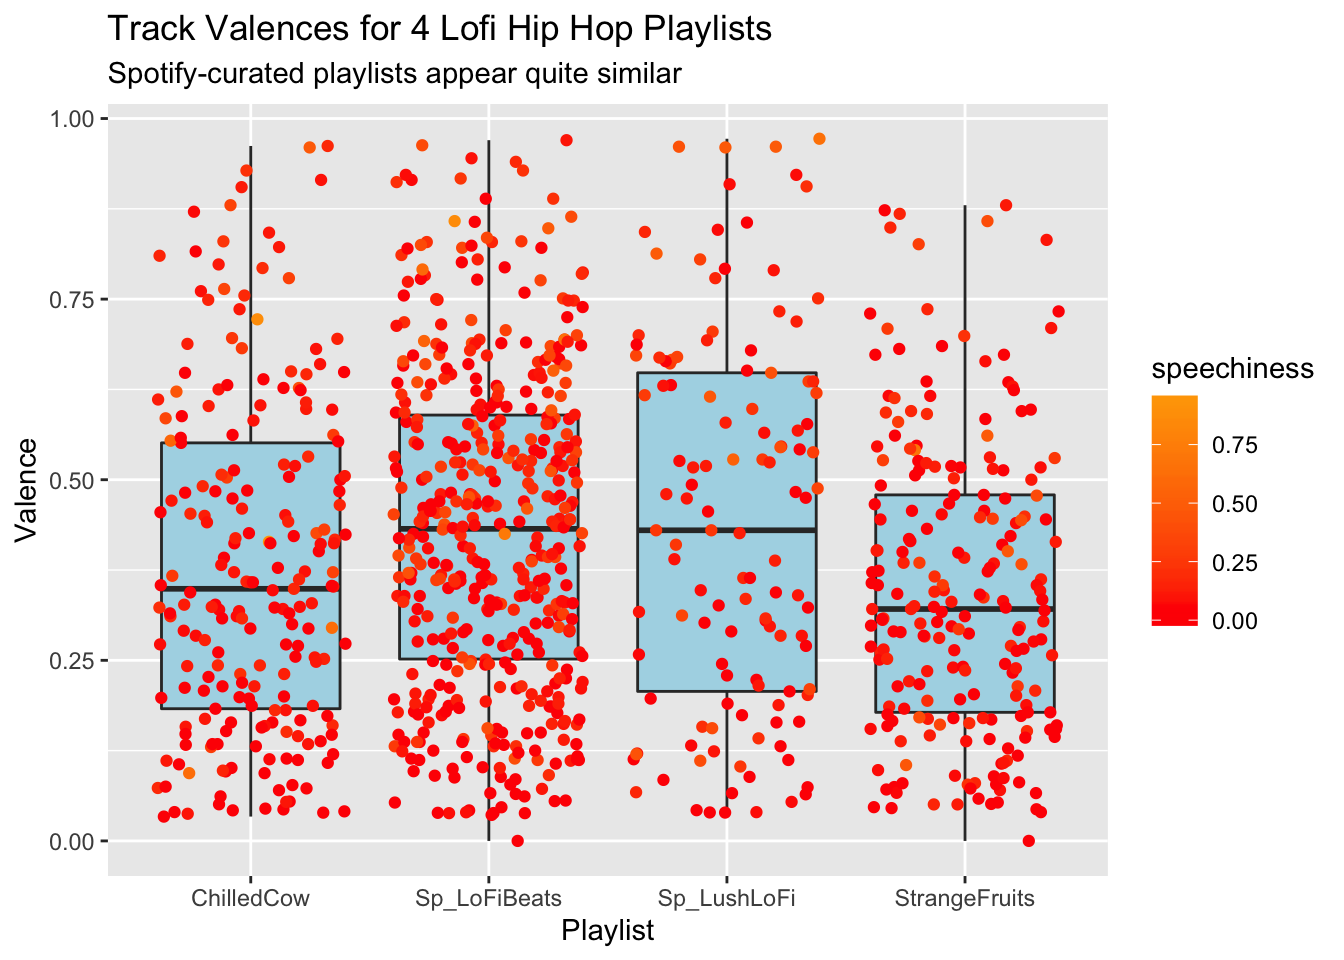 Track Valences for 4 Lofi Hip Hop Playlists
Spotify-curated playlists appear quite similar
1.00
0.75
0.50
0.25
0.00
Valence
ChilledCow
Sp_LoFiBeats
Sp_LushLoFi
StrangeFruits
Playlist
speechiness
0.75
0.50
0.25
0.00